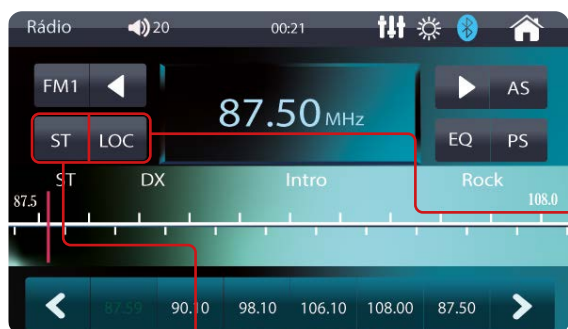 Rádio 20 00:21
FM1 87.50 MHz AS
ST LOC EQ PS
ST DX Intro Rock
87.5 108.0
87.59 90.10 98.10 106.10 108.00 87.50